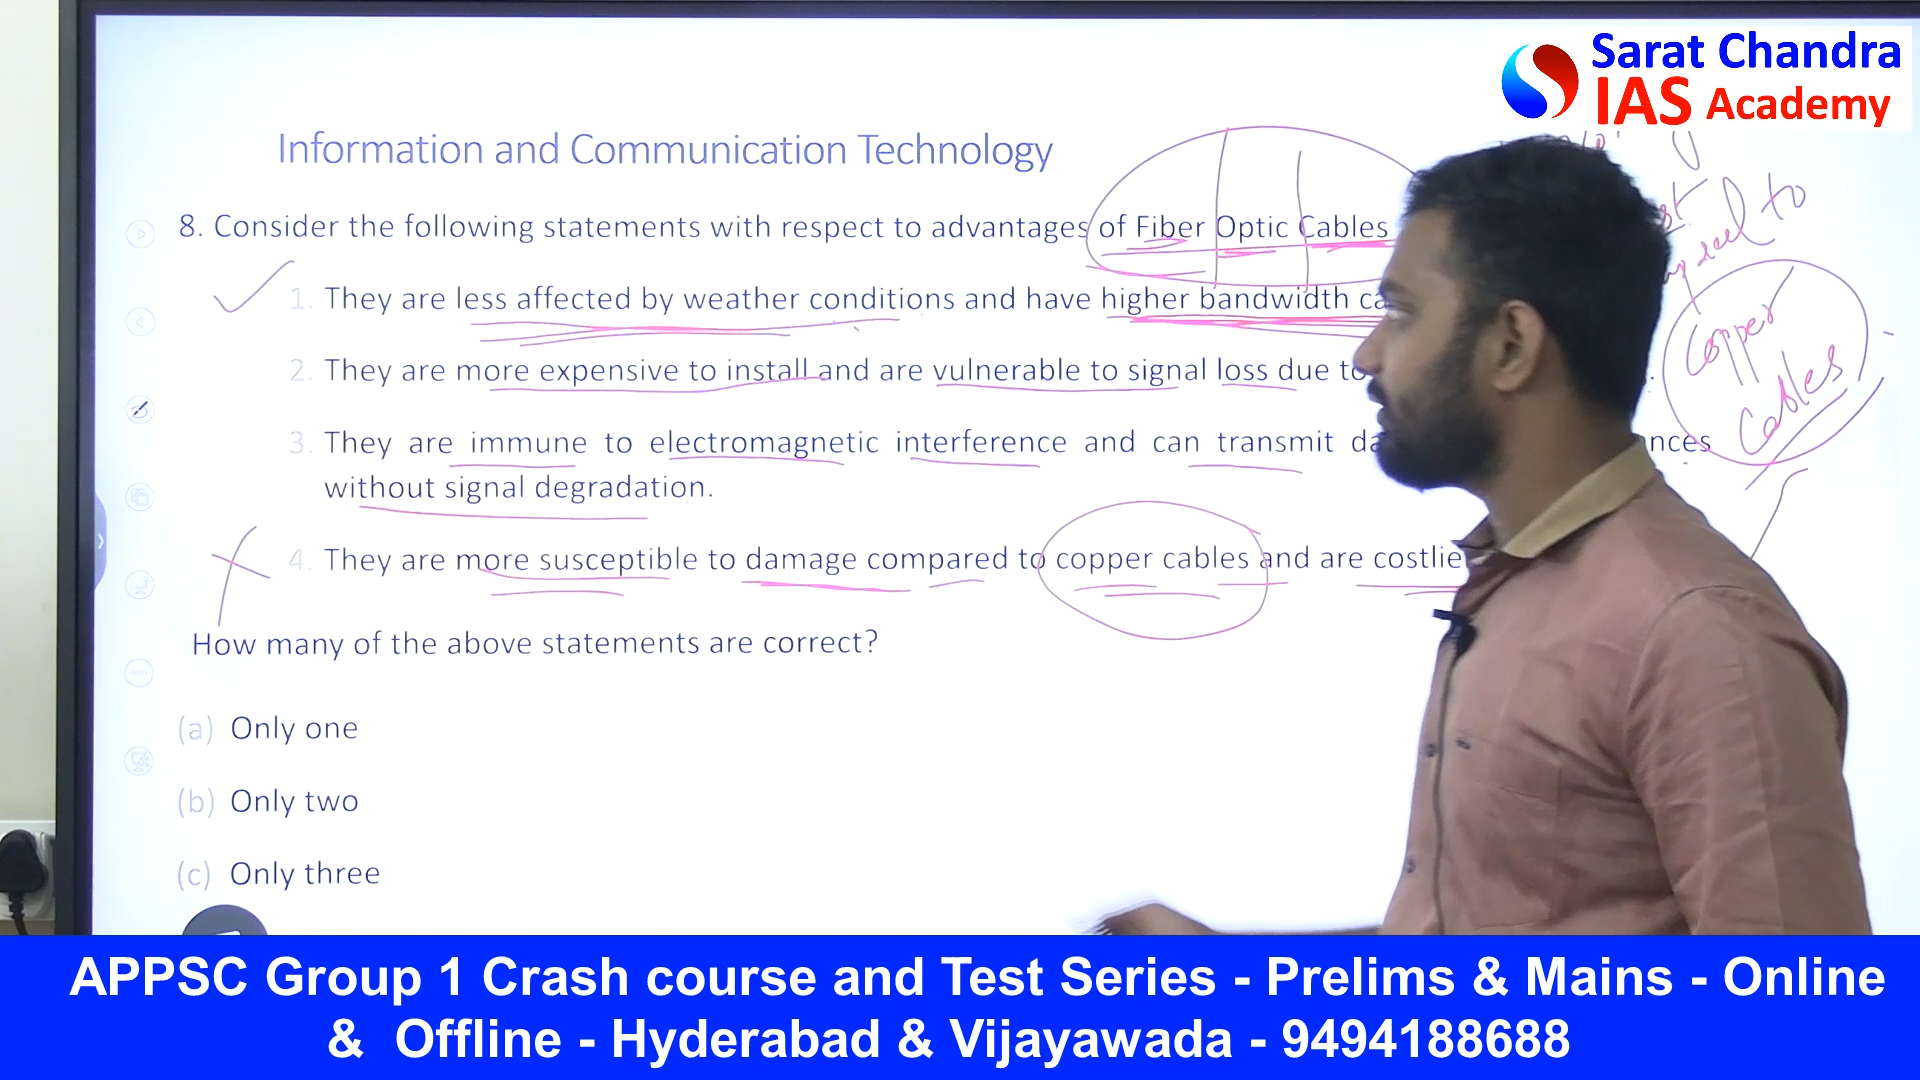 Sarat Chandra
IAS Academy
Information and Communication Technology
8. Consider the following statements with respect to advantages of Fiber Optic Cables
1. They are less affected by weather conditions and have higher bandwidth
2. They are more expensive to install and are vulnerable to signal loss due to
3. They are immune to electromagnetic interference and can transmit
without signal degradation.
4. They are more susceptible to damage compared to copper cables and are
How many of the above statements are correct?
(a) Only one
(b) Only two
(c) Only three
to
Copper
Cables
APPSC Group 1 Crash course and Test Series - Prelims & Mains - Online
& Offline - Hyderabad & Vijayawada - 9494188688